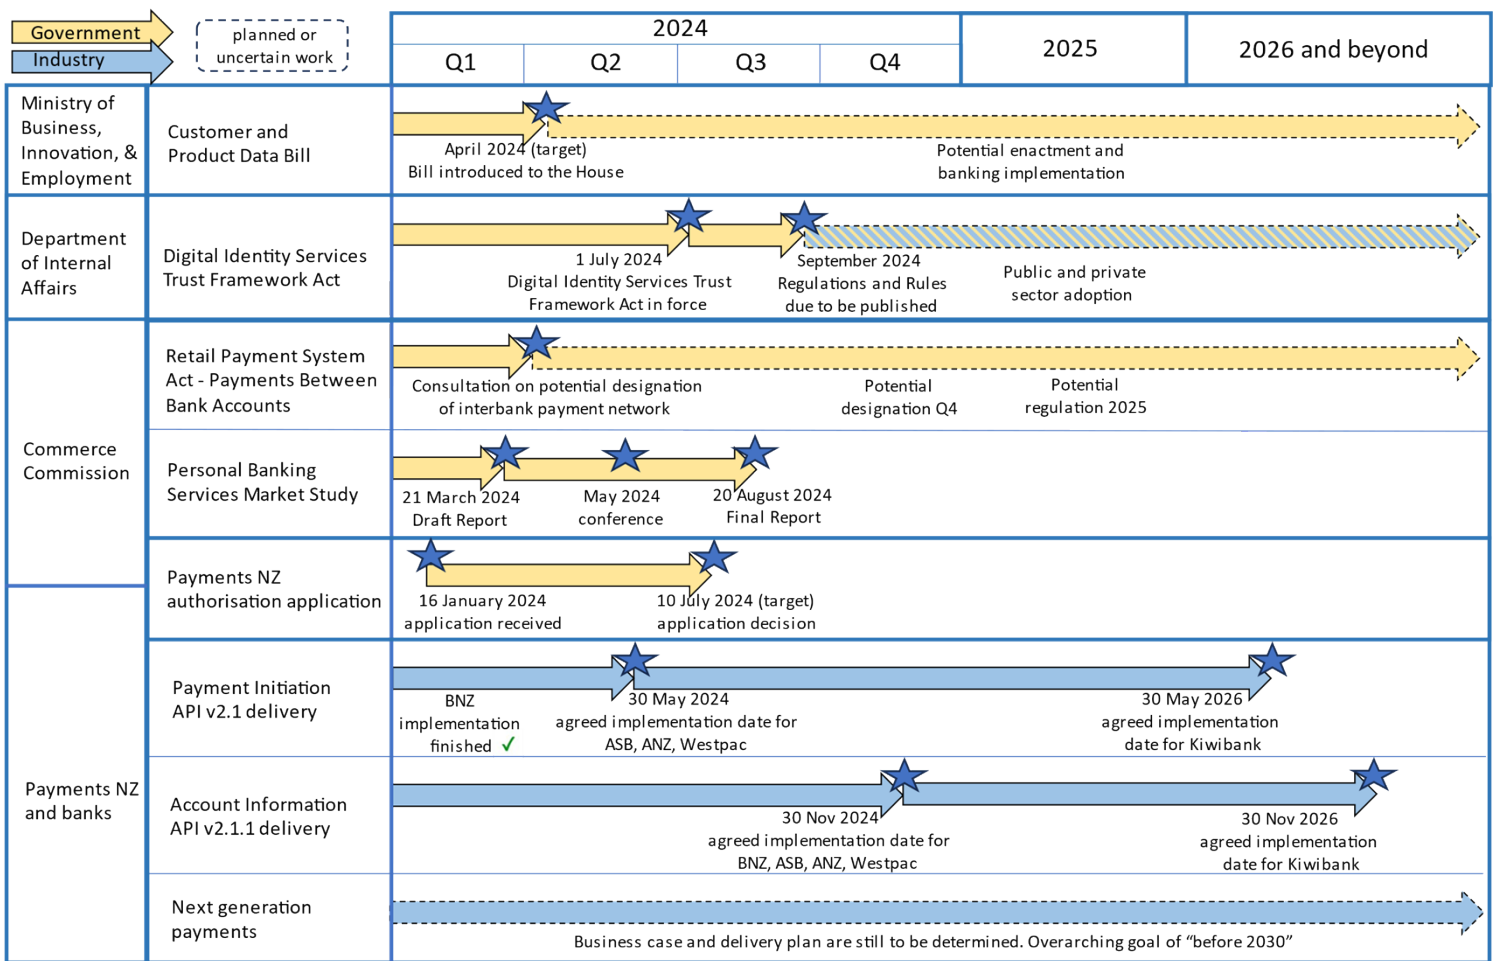 Government
Industry
planned or
uncertain work
2024
Q1
Q2
Q3
Q4
2025
2026 and beyond
Ministry of
Business,
Innovation, &
Employment
Customer and
Product Data Bill
April 2024 (target)
Bill introduced to the House
Potential enactment and
banking implementation
Department
of Internal
Affairs
Digital Identity Services
Trust Framework Act
1 July 2024
Digital Identity Services Trust
Framework Act in force
September 2024
Regulations and Rules
due to be published
Public and private
sector adoption
Commerce
Commission
Retail Payment System
Act - Payments Between
Bank Accounts
Consultation on potential designation
of interbank payment network
Potential
designation Q4
Potential
regulation 2025
Personal Banking
Services Market Study
21 March 2024
Draft Report
May 2024
conference
20 August 2024
Final Report
Payments NZ
authorisation application
16 January 2024
application received
10 July 2024 (target)
application decision
Payments NZ
and banks
Payment Initiation
API v2.1 delivery
BNZ
implementation
finished ✓
30 May 2024
agreed implementation date for
ASB, ANZ, Westpac
30 May 2026
agreed implementation
date for Kiwibank
Account Information
API v2.1.1 delivery
30 Nov 2024
agreed implementation date for
BNZ, ASB, ANZ, Westpac
30 Nov 2026
agreed implementation
date for Kiwibank
Next generation
payments
Business case and delivery plan are still to be determined. Overarching goal of “before 2030”